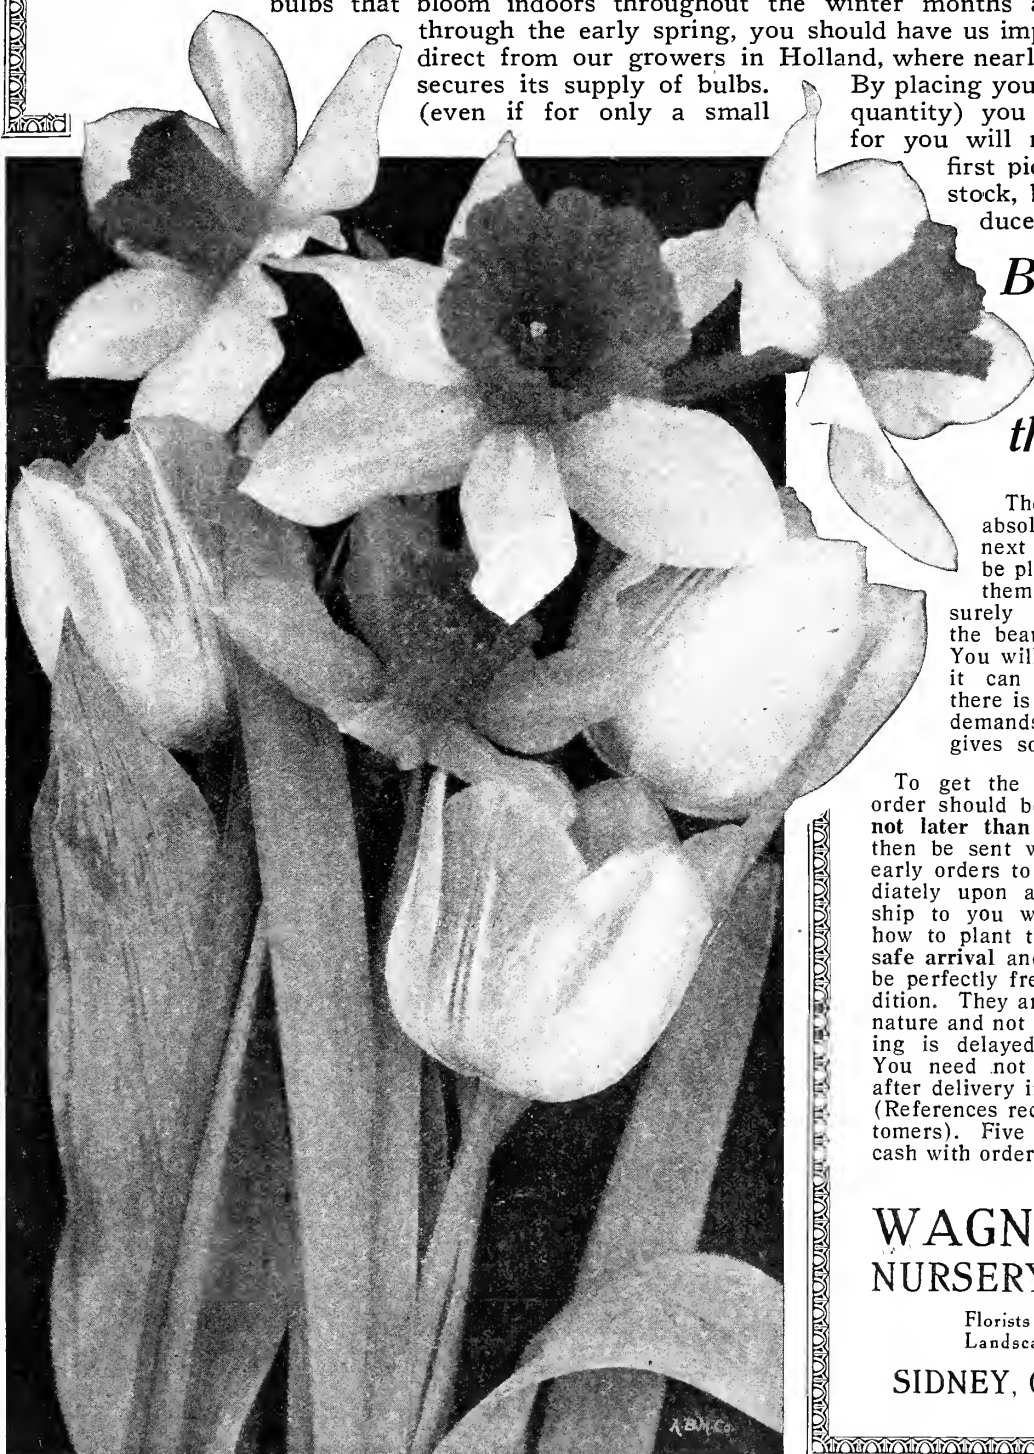 bulbs that bloom indoors throughout the winter months a
through the early spring, you should have us imp
direct from our growers in Holland, where nearl
secures its supply of bulbs. By placing you
(even if for only a small quantity) you
for you will
first pic
stock,
duce
B
th
The
absol
next
be pl
them
surely
the beau
You will
it can
there is
demands
gives so
To get the
order should be
not later than
then be sent w
early orders to
diately upon a
ship to you w
how to plant t
safe arrival and
be perfectly fre
dition. They ar
nature and not
ing is delayed
You need not
after delivery i
(References rec
tomers). Five
cash with order
WAGN
NURSERY
Florists
Landsca
SIDNEY, O
A.B.M.Co.